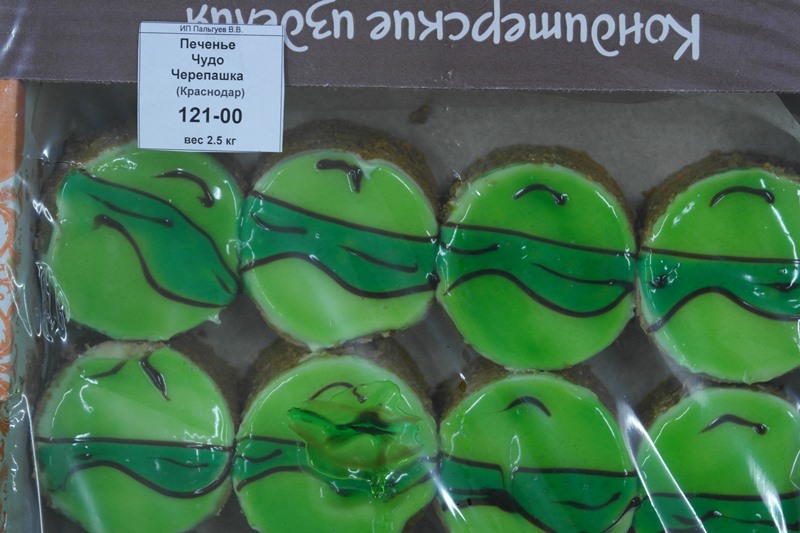 Кондитерские изделия
ИП Пальгуев В.В.
Печенье
Чудо
Черепашка
(Краснодар)
121-00
вес 2.5 кг